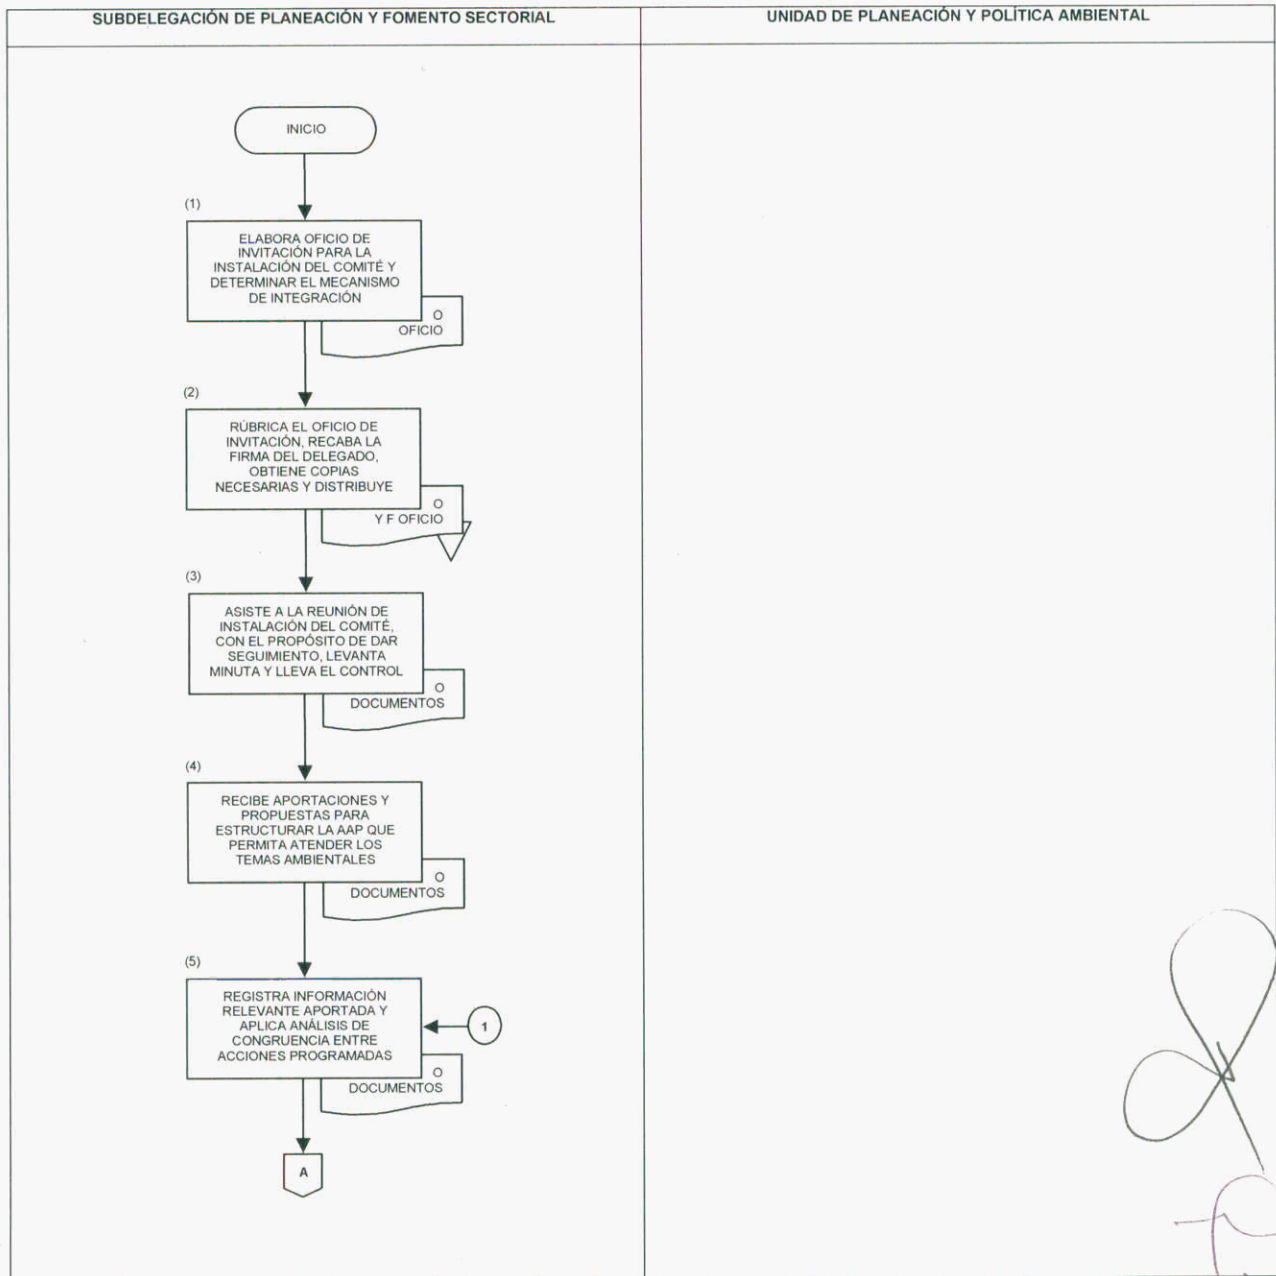 SUBDELEGACIÓN DE PLANEACIÓN Y FOMENTO SECTORIAL
UNIDAD DE PLANEACIÓN Y POLÍTICA AMBIENTAL
INICIO
(1)
ELABORA OFICIO DE
INVITACIÓN PARA LA
INSTALACIÓN DEL COMITÉ Y
DETERMINAR EL MECANISMO
DE INTEGRACIÓN
O
OFICIO
(2)
RÚBRICA EL OFICIO DE
INVITACIÓN, RECABA LA
FIRMA DEL DELEGADO,
OBTIENE COPIAS
NECESARIAS Y DISTRIBUYE
O
Y F OFICIO
(3)
ASISTE A LA REUNIÓN DE
INSTALACIÓN DEL COMITÉ,
CON EL PROPÓSITO DE DAR
SEGUIMIENTO, LEVANTA
MINUTA Y LLEVA EL CONTROL
O
DOCUMENTOS
(4)
RECIBE APORTACIONES Y
PROPUESTAS PARA
ESTRUCTURAR LA AAP QUE
PERMITA ATENDER LOS
TEMAS AMBIENTALES
O
DOCUMENTOS
(5)
REGISTRA INFORMACIÓN
RELEVANTE APORTADA Y
APLICA ANÁLISIS DE
CONGRUENCIA ENTRE
ACCIONES PROGRAMADAS
1
O
DOCUMENTOS
A